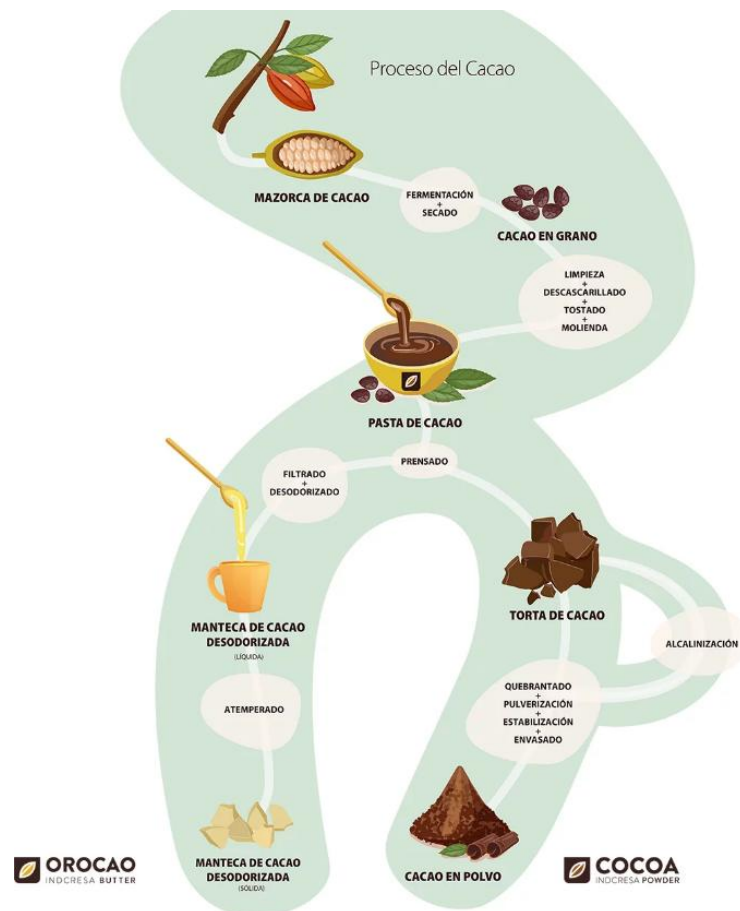 Proceso del Cacao
MAZORCA DE CACAO
FERMENTACIÓN
+
SECADO
CACAO EN GRANO
LIMPIEZA
+
DESCASCARILLADO
+
TOSTADO
+
MOLIENDA
PASTA DE CACAO
PRENSADO
FILTRADO
+
DESODORIZADO
MANTECA DE CACAO
DESODORIZADA
(LÍQUIDA)
TORTA DE CACAO
ALCALINIZACIÓN
ATEMPERADO
QUEBRANTADO
+
PULVERIZACIÓN
+
ESTABILIZACIÓN
+
ENVASADO
MANTECA DE CACAO
DESODORIZADA
(SÓLIDA)
CACAO EN POLVO
OROCAO
INDCRESA BUTTER
COCOA
INDCRESA POWDER